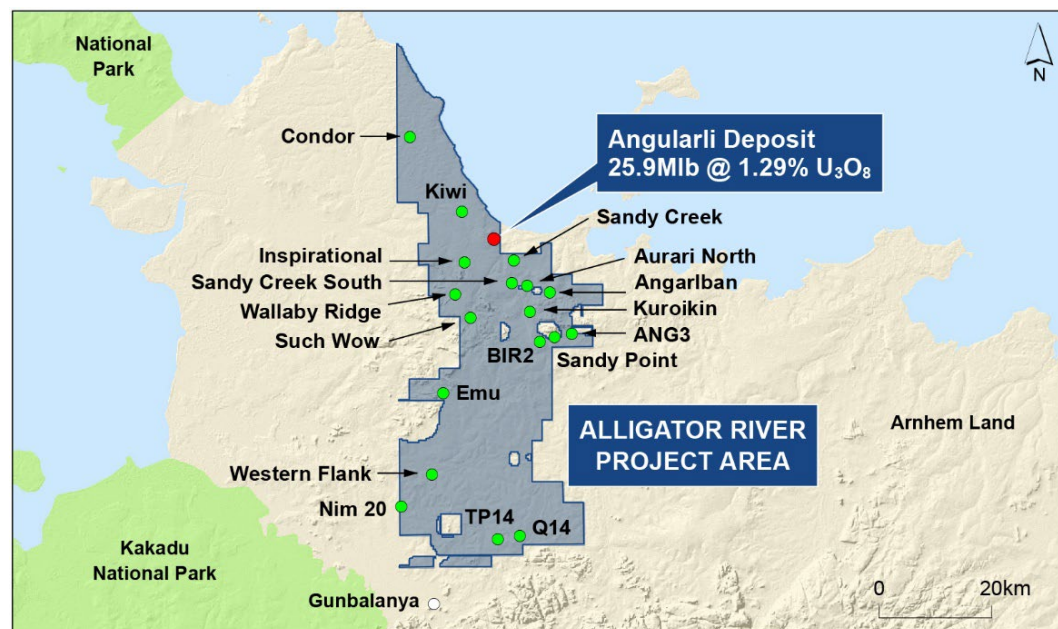 National
Park
N
Condor
Angularli Deposit
25.9Mlb @ 1.29% U₃O₈
Kiwi
Sandy Creek
Inspirational
Aurari North
Sandy Creek South
Angarlban
Wallaby Ridge
Kuroikin
Such Wow
ANG3
BIR2
Sandy Point
Emu
ALLIGATOR RIVER
PROJECT AREA
Arnhem Land
Western Flank
Nim 20
TP14
Q14
Kakadu
National Park
Gunbalanya
0 20km